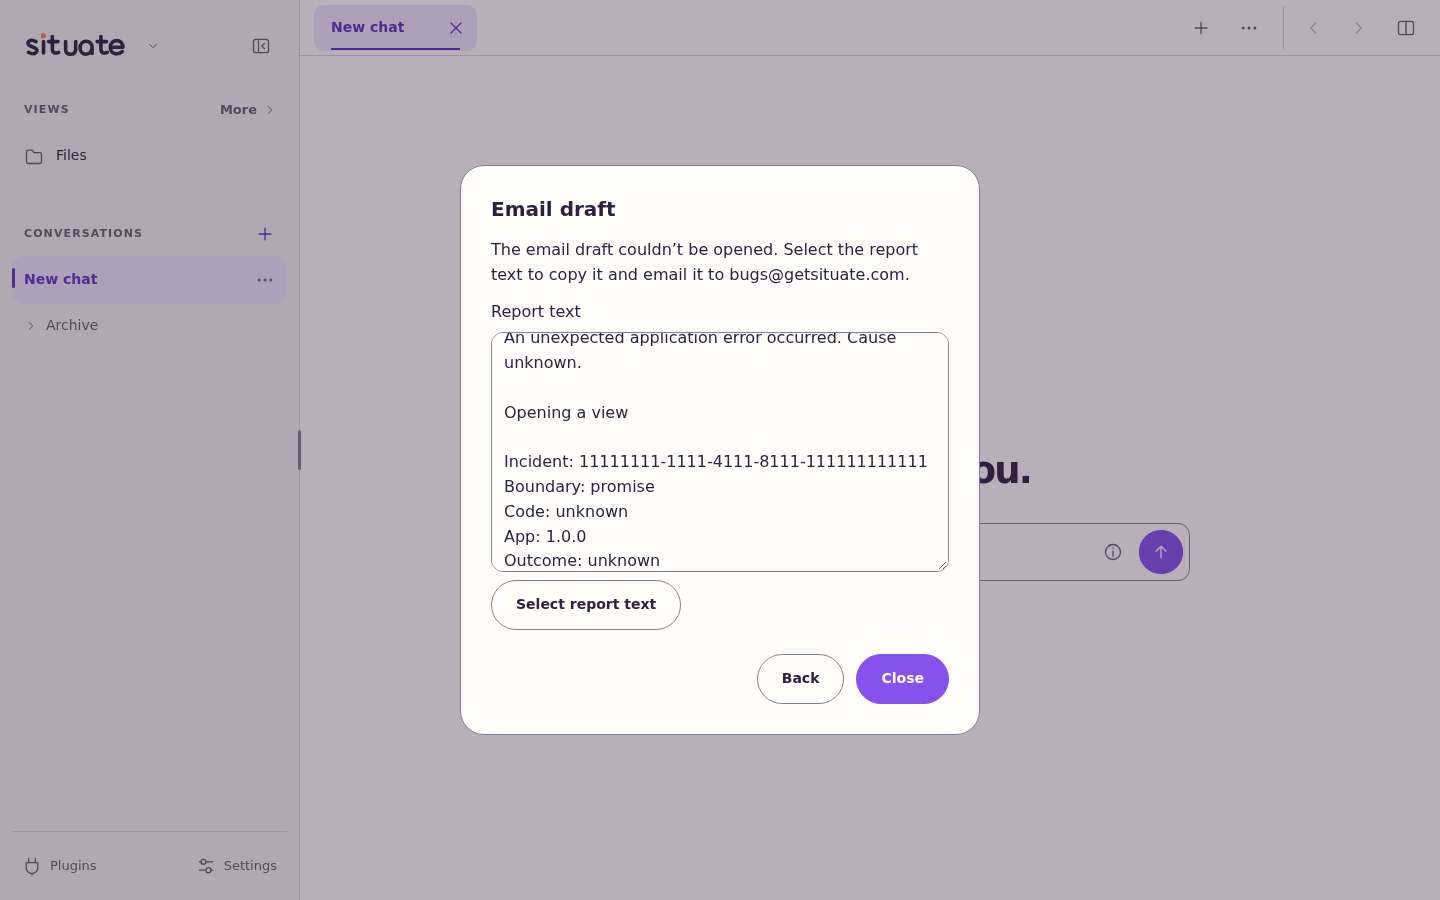 situate
New chat
VIEWS
More
Files
CONVERSATIONS
New chat
Archive
Plugins
Settings
ou.
Email draft
The email draft couldn’t be opened. Select the report
text to copy it and email it to bugs@getsituate.com.
Report text
An unexpected application error occurred. Cause
unknown.
Opening a view
Incident: 11111111-1111-4111-8111-111111111111
Boundary: promise
Code: unknown
App: 1.0.0
Outcome: unknown
Select report text
Back
Close